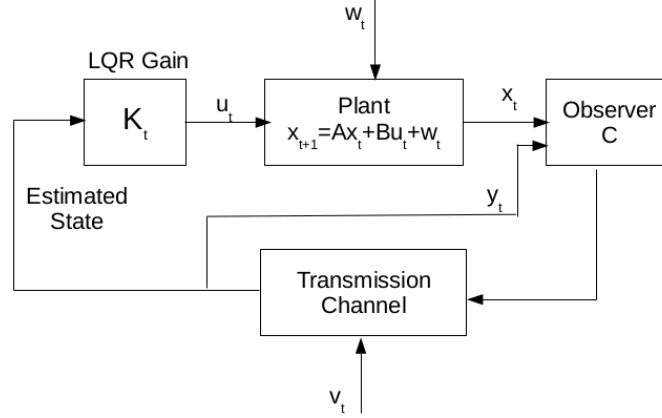 w_t
LQR Gain
K_t
u_t
Plant
x_{t+1}=Ax_t+Bu_t+w_t
x_t
Observer
C
Estimated
State
y_t
Transmission
Channel
v_t